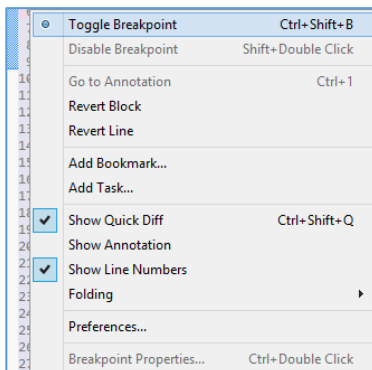 Toggle Breakpoint Ctrl+Shift+B
Disable Breakpoint Shift+Double Click
Go to Annotation Ctrl+1
Revert Block
Revert Line
Add Bookmark...
Add Task...
Show Quick Diff Ctrl+Shift+Q
Show Annotation
Show Line Numbers
Folding
Preferences...
Breakpoint Properties... Ctrl+Double Click